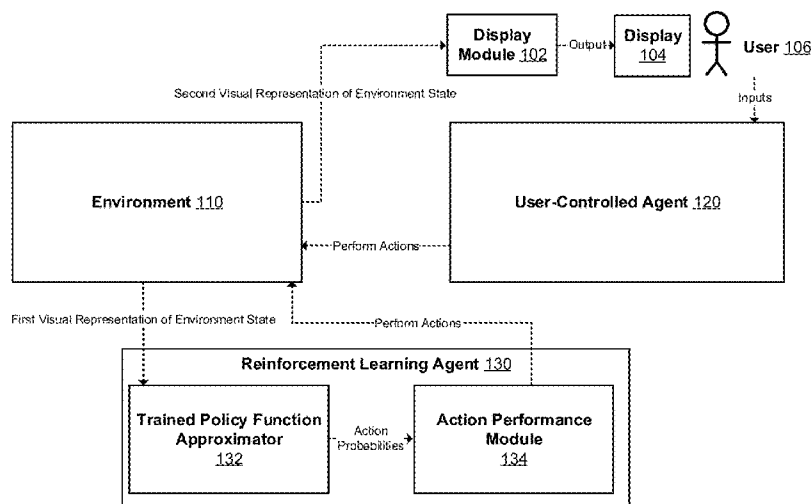 Display
Module 102
Output
Display
104
User 106
Second Visual Representation of Environment State
Inputs
Environment 110
User-Controlled Agent 120
Perform Actions
First Visual Representation of Environment State
Perform Actions
Reinforcement Learning Agent 130
Trained Policy Function
Approximator
132
Action
Probabilities
Action Performance
Module
134